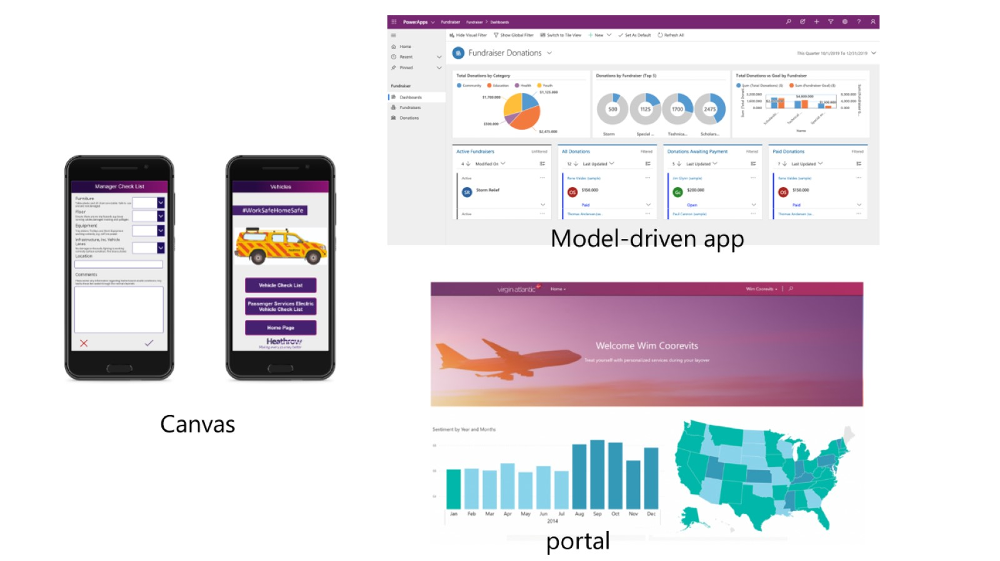 PowerApps
Fundraiser
Fundraiser > Dashboards
Hide Visual Filter
Show Global Filter
Switch to Tile View
New
Set As Default
Refresh All
Home
Recent
Pinned
Fundraiser
Dashboards
Fundraisers
Donations
Fundraiser Donations
This Quarter 10/1/2019 To 12/31/2019
Total Donations by Category
Community Education Health Youth
$1,125.000
$1,700.000
$500.000
$2,475.000
Donations by Fundraiser (Top 5)
500 1125 1700 2475
Storm Special ... Technica... Scholars...
Total Donations vs Goal by Fundraiser
Sum (Total Donations) ($) Sum (Fundraiser Goal) ($)
Name
Active Fundraisers Unfiltered
4 Modified On
Active
SR Storm Relief
Active
All Donations Filtered
12 Last Updated
Rene Valdes (sample)
OS $150.000
Paid
Thomas Andersen (sa...
Donations Awaiting Payment Filtered
5 Last Updated
Jim Glynn (sample)
Gc $200.000
Open
Paul Cannon (sample)
Paid Donations Filtered
7 Last Updated
Rene Valdes (sample)
OS $150.000
Paid
Thomas Andersen (sa...
Model-driven app
Manager Check List
Furniture
Floor
Equipment
Infrastructure, inc. Vehicle
Lanes
Location
Comments
Vehicles
#WorkSafeHomeSafe
Heathrow
Vehicle Check List
Passenger Services Electric
Vehicle Check List
Home Page
Heathrow
Making every journey better
Canvas
virgin atlantic
Home
Wim Coorevits
Welcome Wim Coorevits
Treat yourself with personalized services during your layover
Sentiment by Year and Months
68
66
64
Jan Feb Mar Apr May Jun Jul Aug Sep Oct Nov Dec
2014
portal